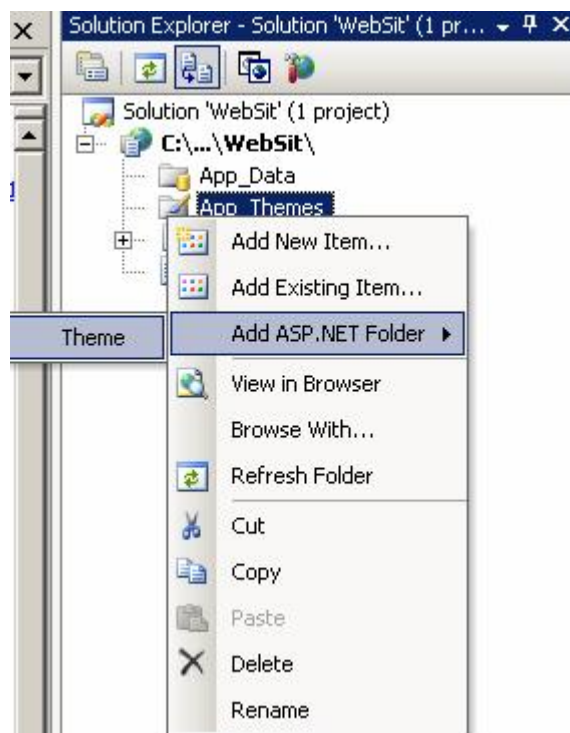 Solution Explorer - Solution 'WebSit' (1 pr...
Solution 'WebSit' (1 project)
C:\...\WebSit\
App_Data
App_Themes
Add New Item...
Add Existing Item...
Theme
Add ASP.NET Folder
View in Browser
Browse With...
Refresh Folder
Cut
Copy
Paste
Delete
Rename